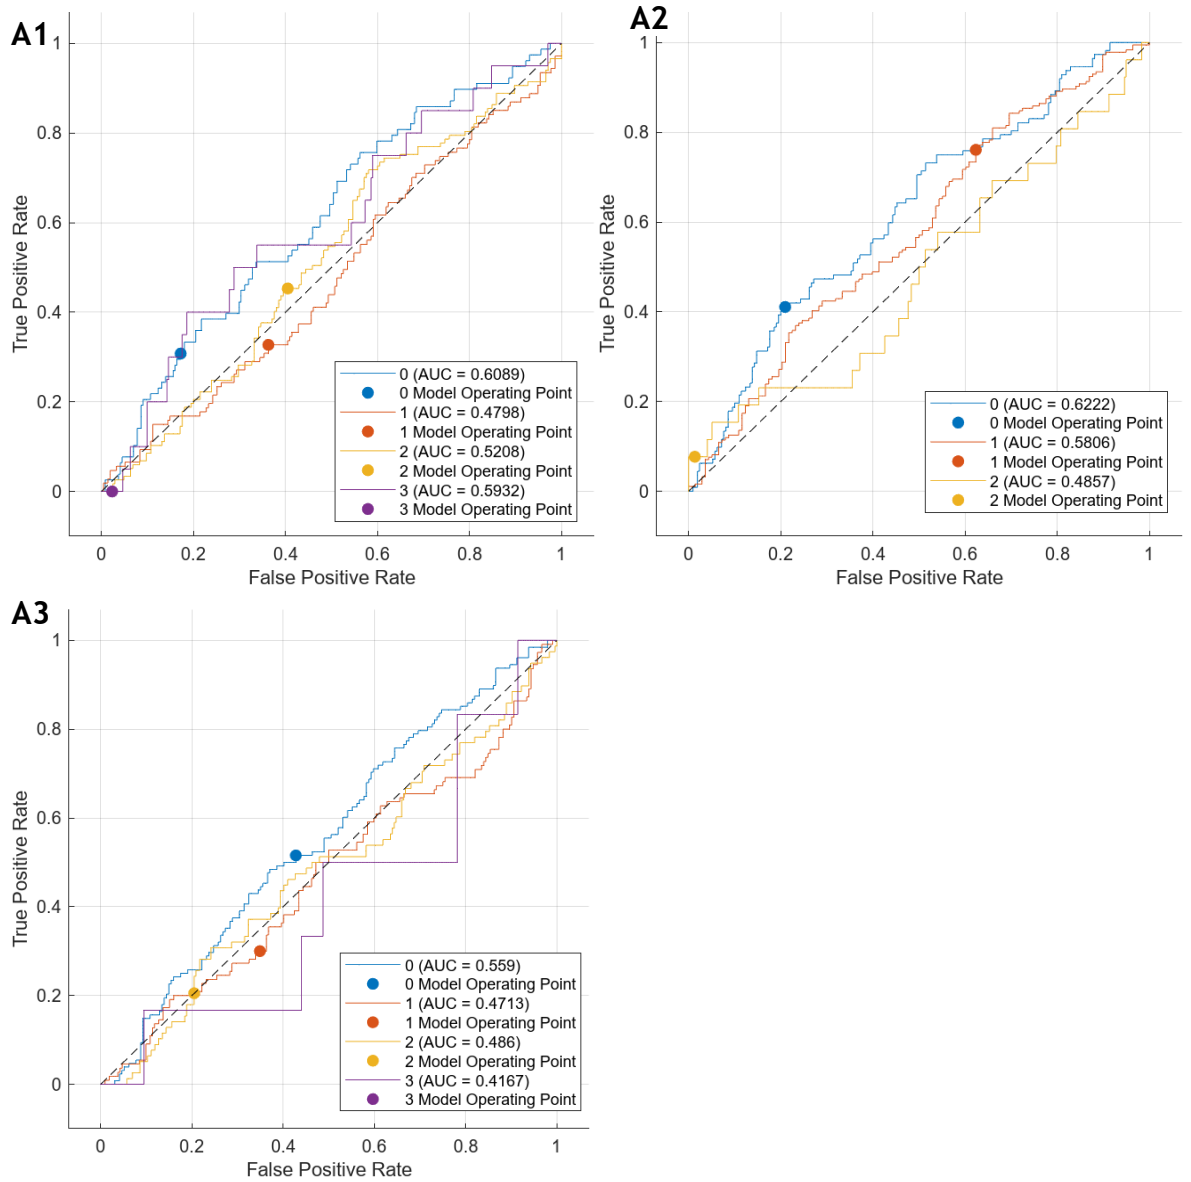 A1
True Positive Rate
1
0.8
0.6
0.4
0.2
0
0 0.2 0.4 0.6 0.8 1
False Positive Rate
0 (AUC = 0.6089)
0 Model Operating Point
1 (AUC = 0.4798)
1 Model Operating Point
2 (AUC = 0.5208)
2 Model Operating Point
3 (AUC = 0.5932)
3 Model Operating Point
A2
True Positive Rate
1
0.8
0.6
0.4
0.2
0
0 0.2 0.4 0.6 0.8 1
False Positive Rate
0 (AUC = 0.6222)
0 Model Operating Point
1 (AUC = 0.5806)
1 Model Operating Point
2 (AUC = 0.4857)
2 Model Operating Point
A3
True Positive Rate
1
0.8
0.6
0.4
0.2
0
0 0.2 0.4 0.6 0.8 1
False Positive Rate
0 (AUC = 0.559)
0 Model Operating Point
1 (AUC = 0.4713)
1 Model Operating Point
2 (AUC = 0.486)
2 Model Operating Point
3 (AUC = 0.4167)
3 Model Operating Point